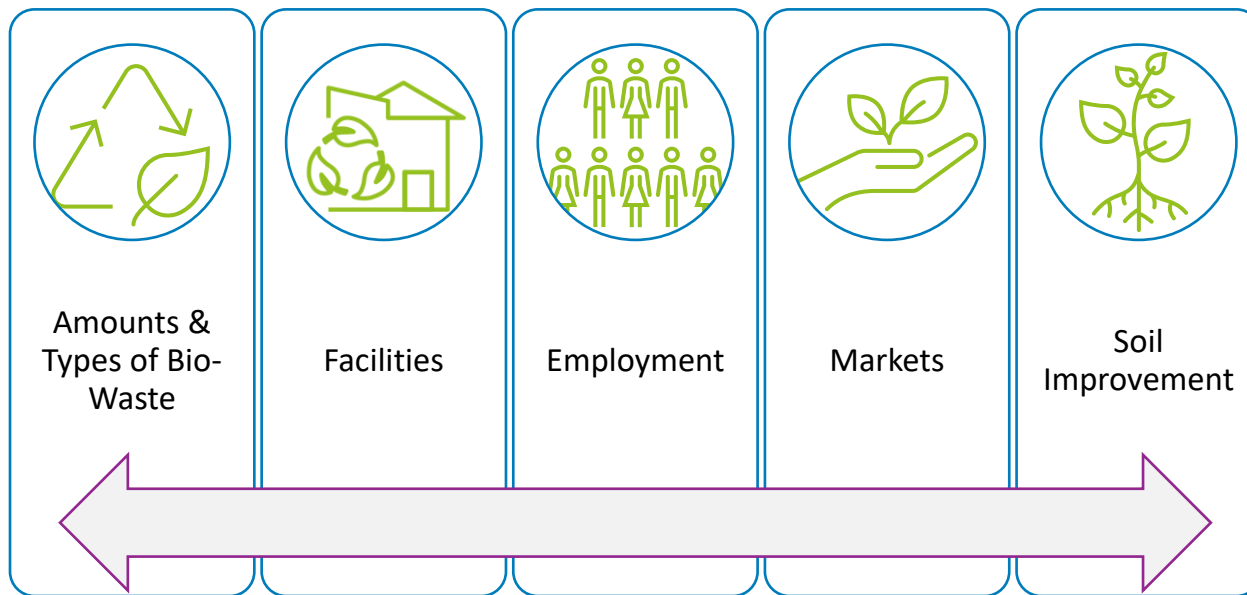 Amounts &
Types of Bio-
Waste
Facilities
Employment
Markets
Soil
Improvement